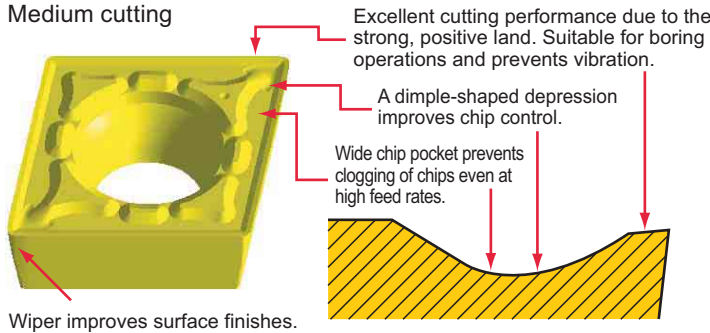 Medium cutting
Excellent cutting performance due to the
strong, positive land. Suitable for boring
operations and prevents vibration.
A dimple-shaped depression
improves chip control.
Wide chip pocket prevents
clogging of chips even at
high feed rates.
Wiper improves surface finishes.